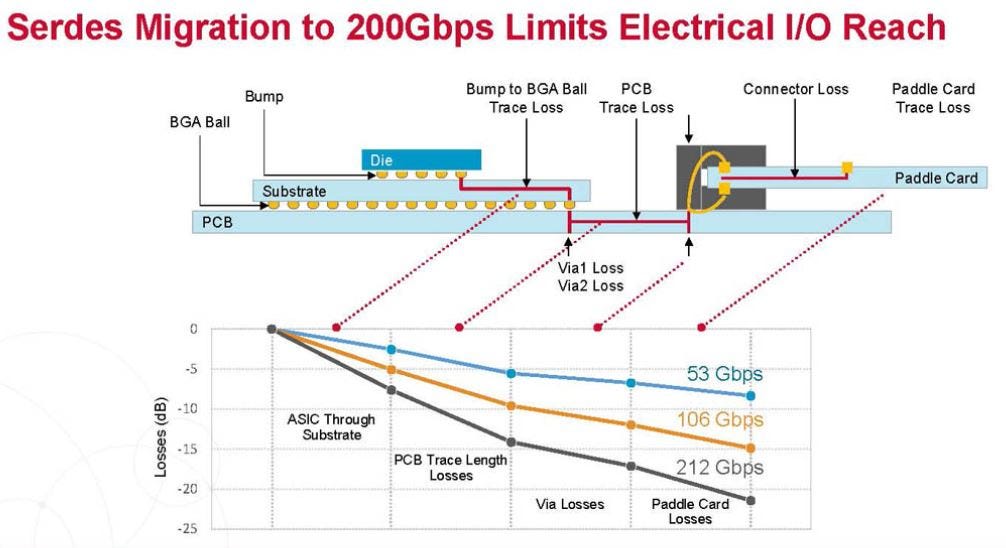 Serdes Migration to 200Gbps Limits Electrical I/O Reach
Bump
BGA Ball
Bump to BGA Ball
Trace Loss
PCB
Trace Loss
Connector Loss
Paddle Card
Trace Loss
Die
Substrate
PCB
Paddle Card
Via1 Loss
Via2 Loss
0
-5
-10
-15
-20
-25
Losses (dB)
53 Gbps
106 Gbps
212 Gbps
ASIC Through
Substrate
PCB Trace Length
Losses
Via Losses
Paddle Card
Losses